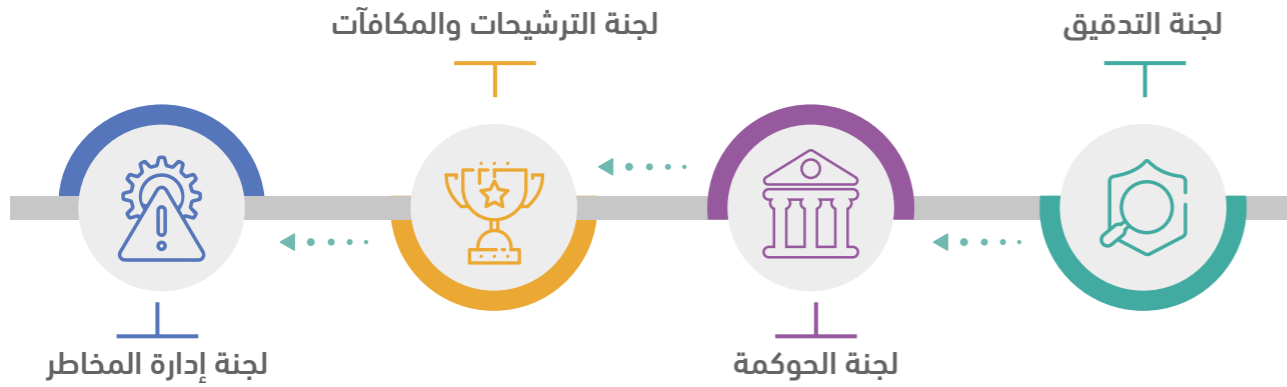 لجنة التدقيق
لجنة الحوكمة
لجنة الترشيحات والمكافآت
لجنة إدارة المخاطر